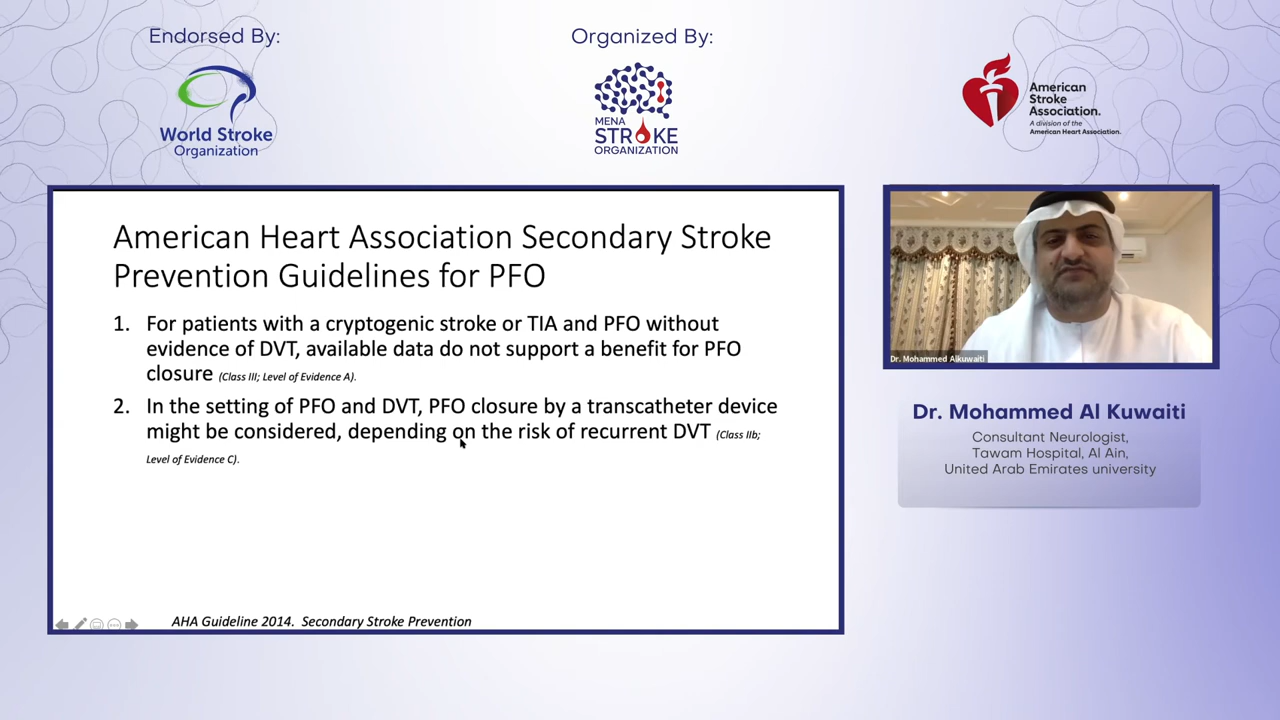 Endorsed By:
World Stroke
Organization
Organized By:
MENA
STROKE
ORGANIZATION
American
Stroke
Association.
A division of the
American Heart Association.
American Heart Association Secondary Stroke
Prevention Guidelines for PFO
1. For patients with a cryptogenic stroke or TIA and PFO without
evidence of DVT, available data do not support a benefit for PFO
closure (Class III; Level of Evidence A).
2. In the setting of PFO and DVT, PFO closure by a transcatheter device
might be considered, depending on the risk of recurrent DVT (Class IIb;
Level of Evidence C).
AHA Guideline 2014. Secondary Stroke Prevention
Dr. Mohammed Alkuwaiti
Dr. Mohammed Al Kuwaiti
Consultant Neurologist,
Tawam Hospital, Al Ain,
United Arab Emirates university